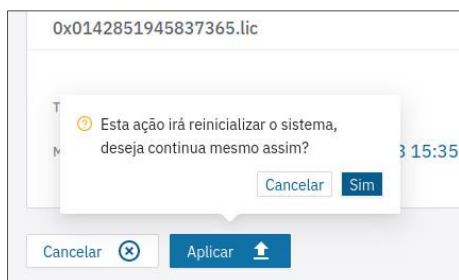 0x0142851945837365.lic
T
Esta ação irá reinicializar o sistema,
deseja continua mesmo assim?
M
3 15:35
Cancelar Sim
Cancelar Aplicar